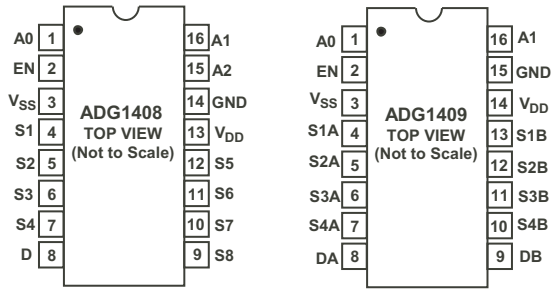 A0 1 16 A1
EN 2 15 A2
VSS 3 14 GND
S1 4 13 VDD
S2 5 12 S5
S3 6 11 S6
S4 7 10 S7
D 8 9 S8
ADG1408
TOP VIEW
(Not to Scale)
A0 1 16 A1
EN 2 15 GND
VSS 3 14 VDD
S1A 4 13 S1B
S2A 5 12 S2B
S3A 6 11 S3B
S4A 7 10 S4B
DA 8 9 DB
ADG1409
TOP VIEW
(Not to Scale)